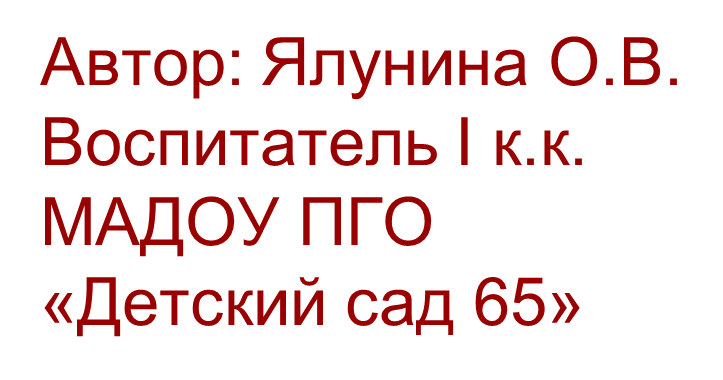 Автор: Ялунина О.В.
Воспитатель I к.к.
МАДОУ ПГО
«Детский сад 65»